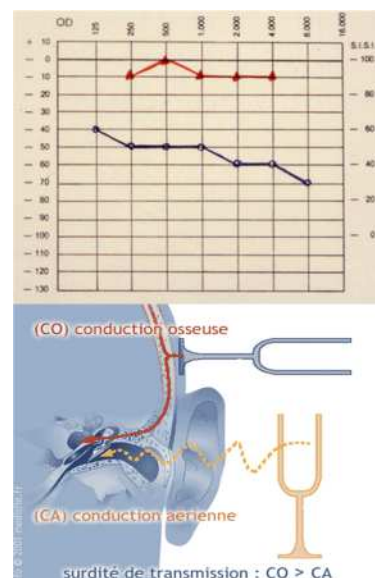 OD
125 250 500 1.000 2.000 4.000 6.000 16.000
+ 10
S.I.S.I
— 0 — 100
— 10
— 20 — 80
— 30
— 40 — 60
— 50
— 60 — 40
— 70
— 80 — 20
— 90
— 100 — 0
— 110
— 120
— 130
(CO) conduction osseuse
(CA) conduction aérienne
surdité de transmission : CO > CA